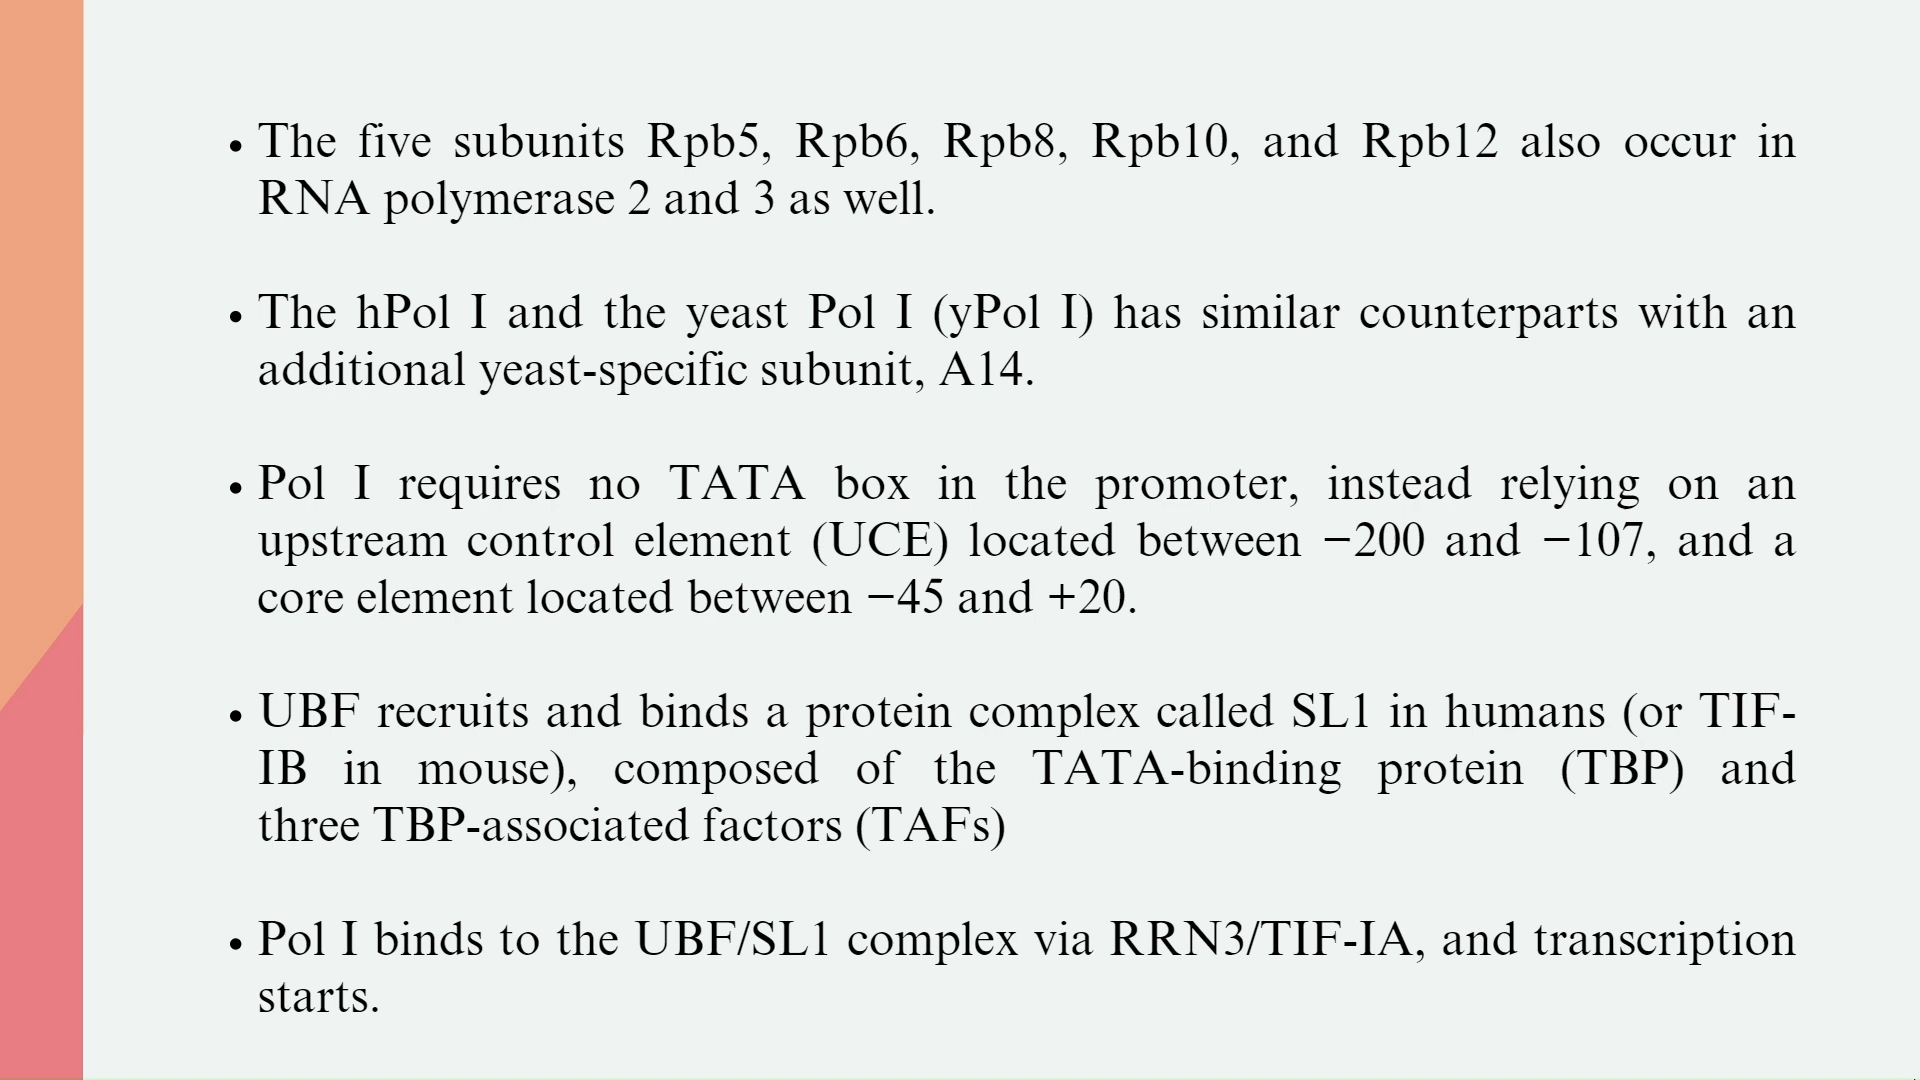 • The five subunits Rpb5, Rpb6, Rpb8, Rpb10, and Rpb12 also occur in
RNA polymerase 2 and 3 as well.
• The hPol I and the yeast Pol I (yPol I) has similar counterparts with an
additional yeast-specific subunit, A14.
• Pol I requires no TATA box in the promoter, instead relying on an
upstream control element (UCE) located between −200 and −107, and a
core element located between −45 and +20.
• UBF recruits and binds a protein complex called SL1 in humans (or TIF-
IB in mouse), composed of the TATA-binding protein (TBP) and
three TBP-associated factors (TAFs)
• Pol I binds to the UBF/SL1 complex via RRN3/TIF-IA, and transcription
starts.